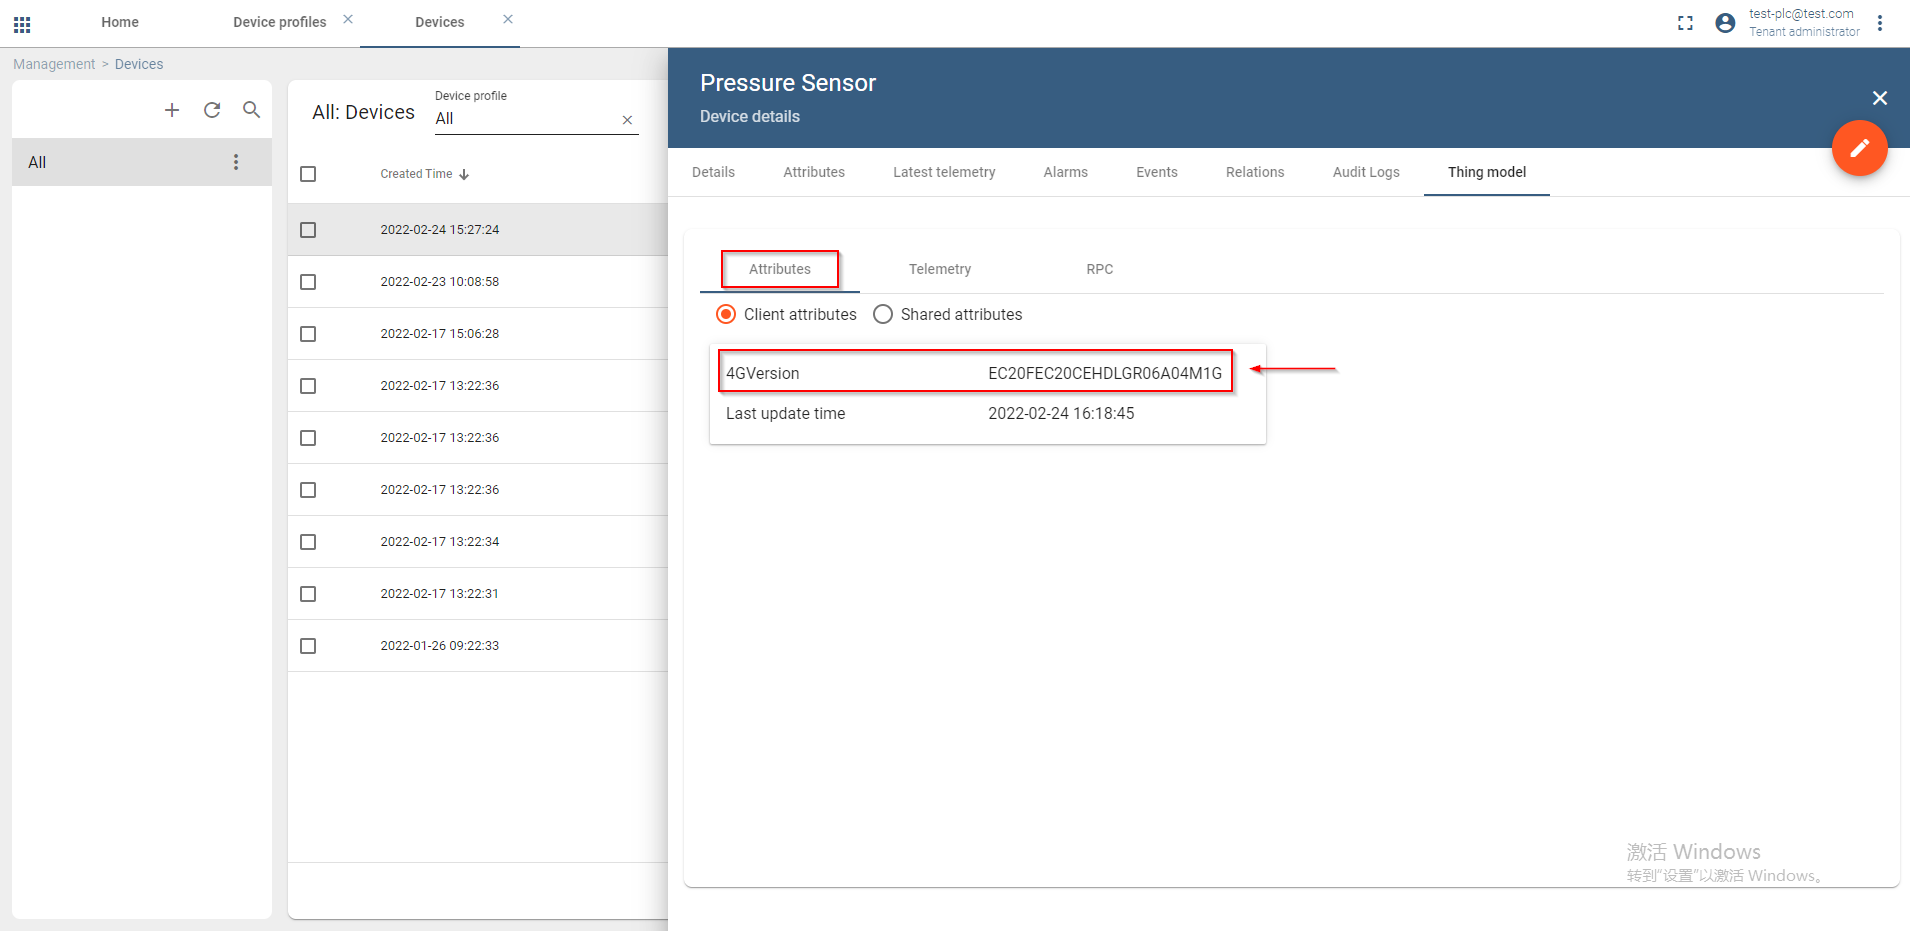 Home
Device profiles
Devices
test-plc@test.com
Tenant administrator
Management > Devices
All
All: Devices
Device profile
All
Created Time
2022-02-24 15:27:24
2022-02-23 10:08:58
2022-02-17 15:06:28
2022-02-17 13:22:36
2022-02-17 13:22:36
2022-02-17 13:22:36
2022-02-17 13:22:34
2022-02-17 13:22:31
2022-01-26 09:22:33
Pressure Sensor
Device details
Details Attributes Latest telemetry Alarms Events Relations Audit Logs Thing model
Attributes Telemetry RPC
Client attributes Shared attributes
4GVersion EC20FEC20CEHDLGR06A04M1G
Last update time 2022-02-24 16:18:45
激活 Windows
转到"设置"以激活 Windows。